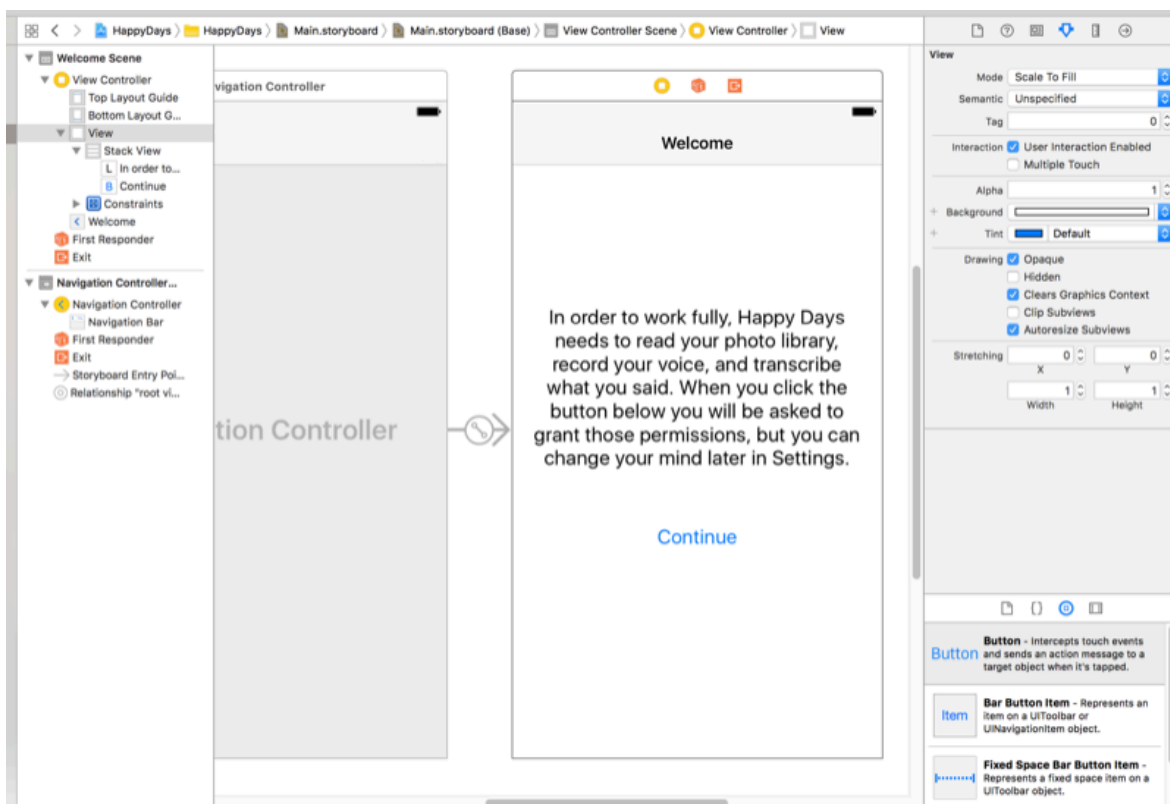 HappyDays HappyDays Main.storyboard Main.storyboard (Base) View Controller Scene View Controller View
Welcome Scene
View Controller
Top Layout Guide
Bottom Layout G...
View
Stack View
L In order to...
B Continue
Constraints
Welcome
First Responder
Exit
Navigation Controller...
Navigation Controller
Navigation Bar
First Responder
Exit
Storyboard Entry Poi...
Relationship "root vi...
vigation Controller
tion Controller
Welcome
In order to work fully, Happy Days
needs to read your photo library,
record your voice, and transcribe
what you said. When you click the
button below you will be asked to
grant those permissions, but you can
change your mind later in Settings.
Continue
View
Mode Scale To Fill
Semantic Unspecified
Tag 0
Interaction User Interaction Enabled
Multiple Touch
Alpha 1
Background
Tint Default
Drawing Opaque
Hidden
Clears Graphics Context
Clip Subviews
Autoresize Subviews
Stretching 0 0
X Y
1 1
Width Height
Button
Button - Intercepts touch events
and sends an action message to a
target object when it's tapped.
Item
Bar Button Item - Represents an
item on a UIToolbar or
UINavigationItem object.
Fixed Space Bar Button Item -
Represents a fixed space item on a
UIToolbar object.